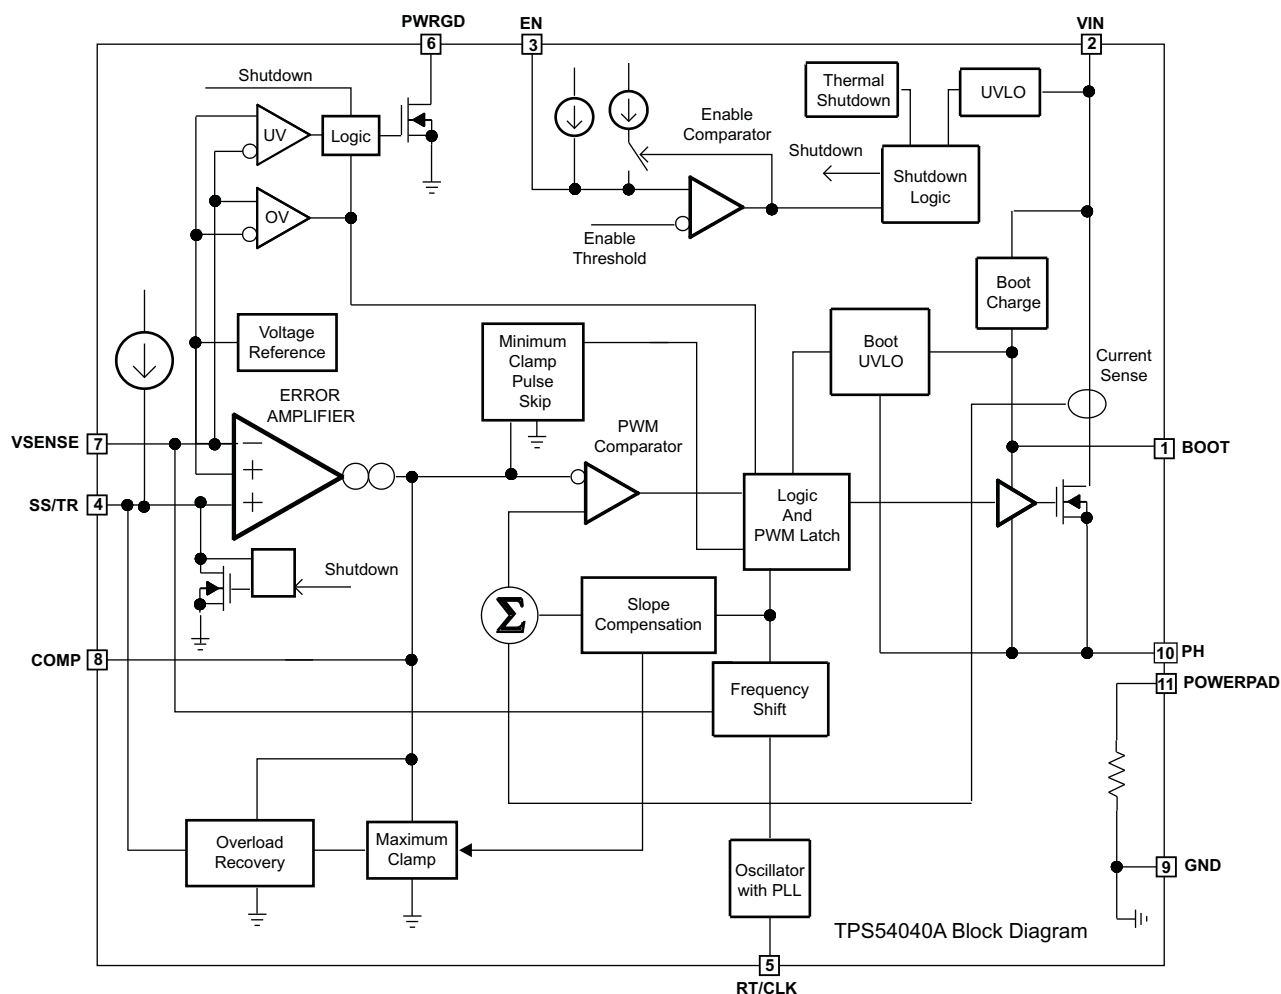 PWRGD
EN
VIN
6
3
2
Shutdown
UV
Logic
OV
Enable
Comparator
Enable
Threshold
Thermal
Shutdown
UVLO
Shutdown
Shutdown
Logic
Boot
Charge
Voltage
Reference
ERROR
AMPLIFIER
Minimum
Clamp
Pulse
Skip
PWM
Comparator
Boot
UVLO
Current
Sense
VSENSE 7
BOOT
1
SS/TR 4
−
+
+
Logic
And
PWM Latch
Shutdown
Σ
Slope
Compensation
COMP 8
10 PH
11 POWERPAD
Frequency
Shift
Overload
Recovery
Maximum
Clamp
Oscillator
with PLL
9 GND
TPS54040A Block Diagram
5
RT/CLK